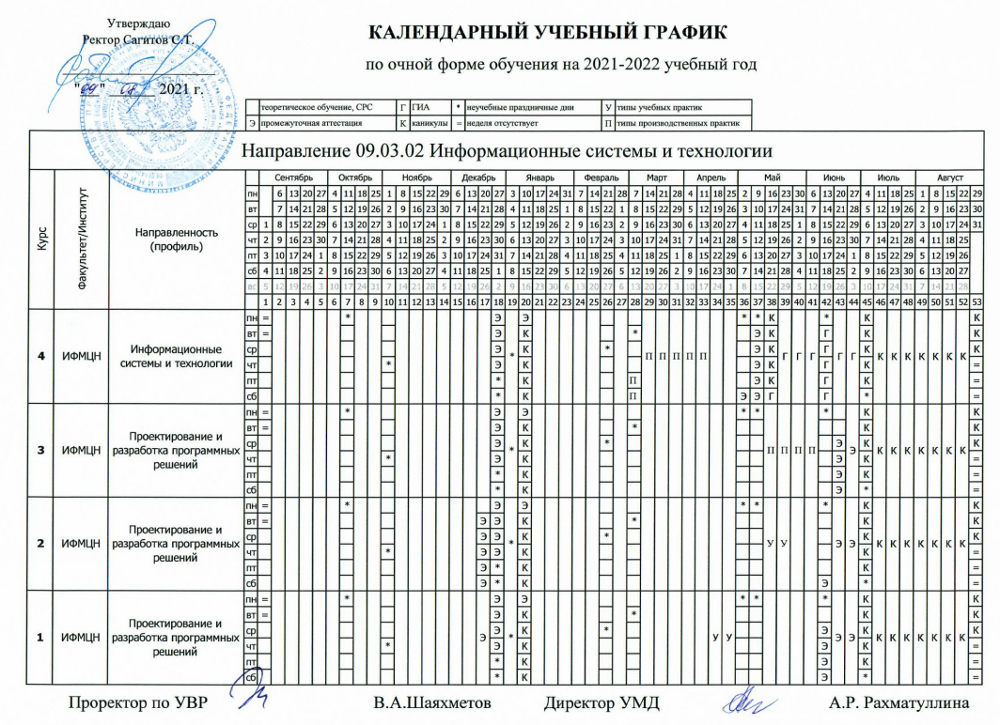 Утверждаю
Ректор Сагитов С.Т.
2021 г.
КАЛЕНДАРНЫЙ УЧЕБНЫЙ ГРАФИК
по очной форме обучения на 2021-2022 учебный год
теоретическое обучение, СРС Г ГИА * неучебные праздничные дни У типы учебных практик
Э промежуточная аттестация К каникулы = неделя отсутствует П типы производственных практик
Направление 09.03.02 Информационные системы и технологии
Курс Факультет/Институт Направленность (профиль)
Сентябрь Октябрь Ноябрь Декабрь Январь Февраль Март Апрель Май Июнь Июль Август
пн 6 13 20 27 4 11 18 25 1 8 15 22 29 6 13 20 27 3 10 17 24 31 7 14 21 28 7 14 21 28 4 11 18 25 2 9 16 23 30 6 13 20 27 4 11 18 25 1 8 15 22 29
вт 7 14 21 28 5 12 19 26 2 9 16 23 30 7 14 21 28 4 11 18 25 1 8 15 22 1 8 15 22 29 5 12 19 26 3 10 17 24 31 7 14 21 28 5 12 19 26 2 9 16 23 30
ср 1 8 15 22 29 6 13 20 27 3 10 17 24 1 8 15 22 29 5 12 19 26 2 9 16 23 2 9 16 23 30 6 13 20 27 4 11 18 25 1 8 15 22 29 6 13 20 27 3 10 17 24 31
чт 2 9 16 23 30 7 14 21 28 4 11 18 25 2 9 16 23 30 6 13 20 27 3 10 17 24 3 10 17 24 31 7 14 21 28 5 12 19 26 2 9 16 23 30 7 14 21 28 4 11 18 25
пт 3 10 17 24 1 8 15 22 29 5 12 19 26 3 10 17 24 31 7 14 21 28 4 11 18 25 4 11 18 25 1 8 15 22 29 6 13 20 27 3 10 17 24 1 8 15 22 29 5 12 19 26
сб 4 11 18 25 2 9 16 23 30 6 13 20 27 4 11 18 25 1 8 15 22 29 5 12 19 26 5 12 19 26 2 9 16 23 30 7 14 21 28 4 11 18 25 2 9 16 23 30 6 13 20 27
вс 5 12 19 26 3 10 17 24 31 7 14 21 28 5 12 19 26 2 9 16 23 30 6 13 20 27 6 13 20 27 3 10 17 24 1 8 15 22 29 5 12 19 26 3 10 17 24 31 7 14 21 28
1 2 3 4 5 6 7 8 9 10 11 12 13 14 15 16 17 18 19 20 21 22 23 24 25 26 27 28 29 30 31 32 33 34 35 36 37 38 39 40 41 42 43 44 45 46 47 48 49 50 51 52 53
4 ИФМЦН Информационные системы и технологии
пн = * Э Э * * К * К К
вт = Э К * Э К Г К К
ср Э * К * П П П П П Э К Г Г Г Г Г Г К К К К К К К К К
чт * Э К Э К Г К =
пт * К П Э К Г К =
сб * К П Э Э Г Г * =
3 ИФМЦН Проектирование и разработка программных решений
пн = * Э Э * * * К К
вт = Э К * К К
ср Э * К * П П П П Э Э К К К К К К К К К
чт * Э К Э К =
пт * К Э К =
сб * К Э * =
2 ИФМЦН Проектирование и разработка программных решений
пн = * Э Э * * * К К
вт = Э Э К * К К
ср Э Э * К * У У Э Э К К К К К К К К К
чт * Э Э К К =
пт Э * К К =
сб Э * К Э * =
1 ИФМЦН Проектирование и разработка программных решений
пн = * Э Э * * * К К
вт = Э К * К К
ср Э Э * К * У У Э Э Э К К К К К К К К К
чт * Э К Э К =
пт * К Э К =
сб * К Э * =
Проректор по УВР В.А.Шаяхметов Директор УМД А.Р. Рахматуллина